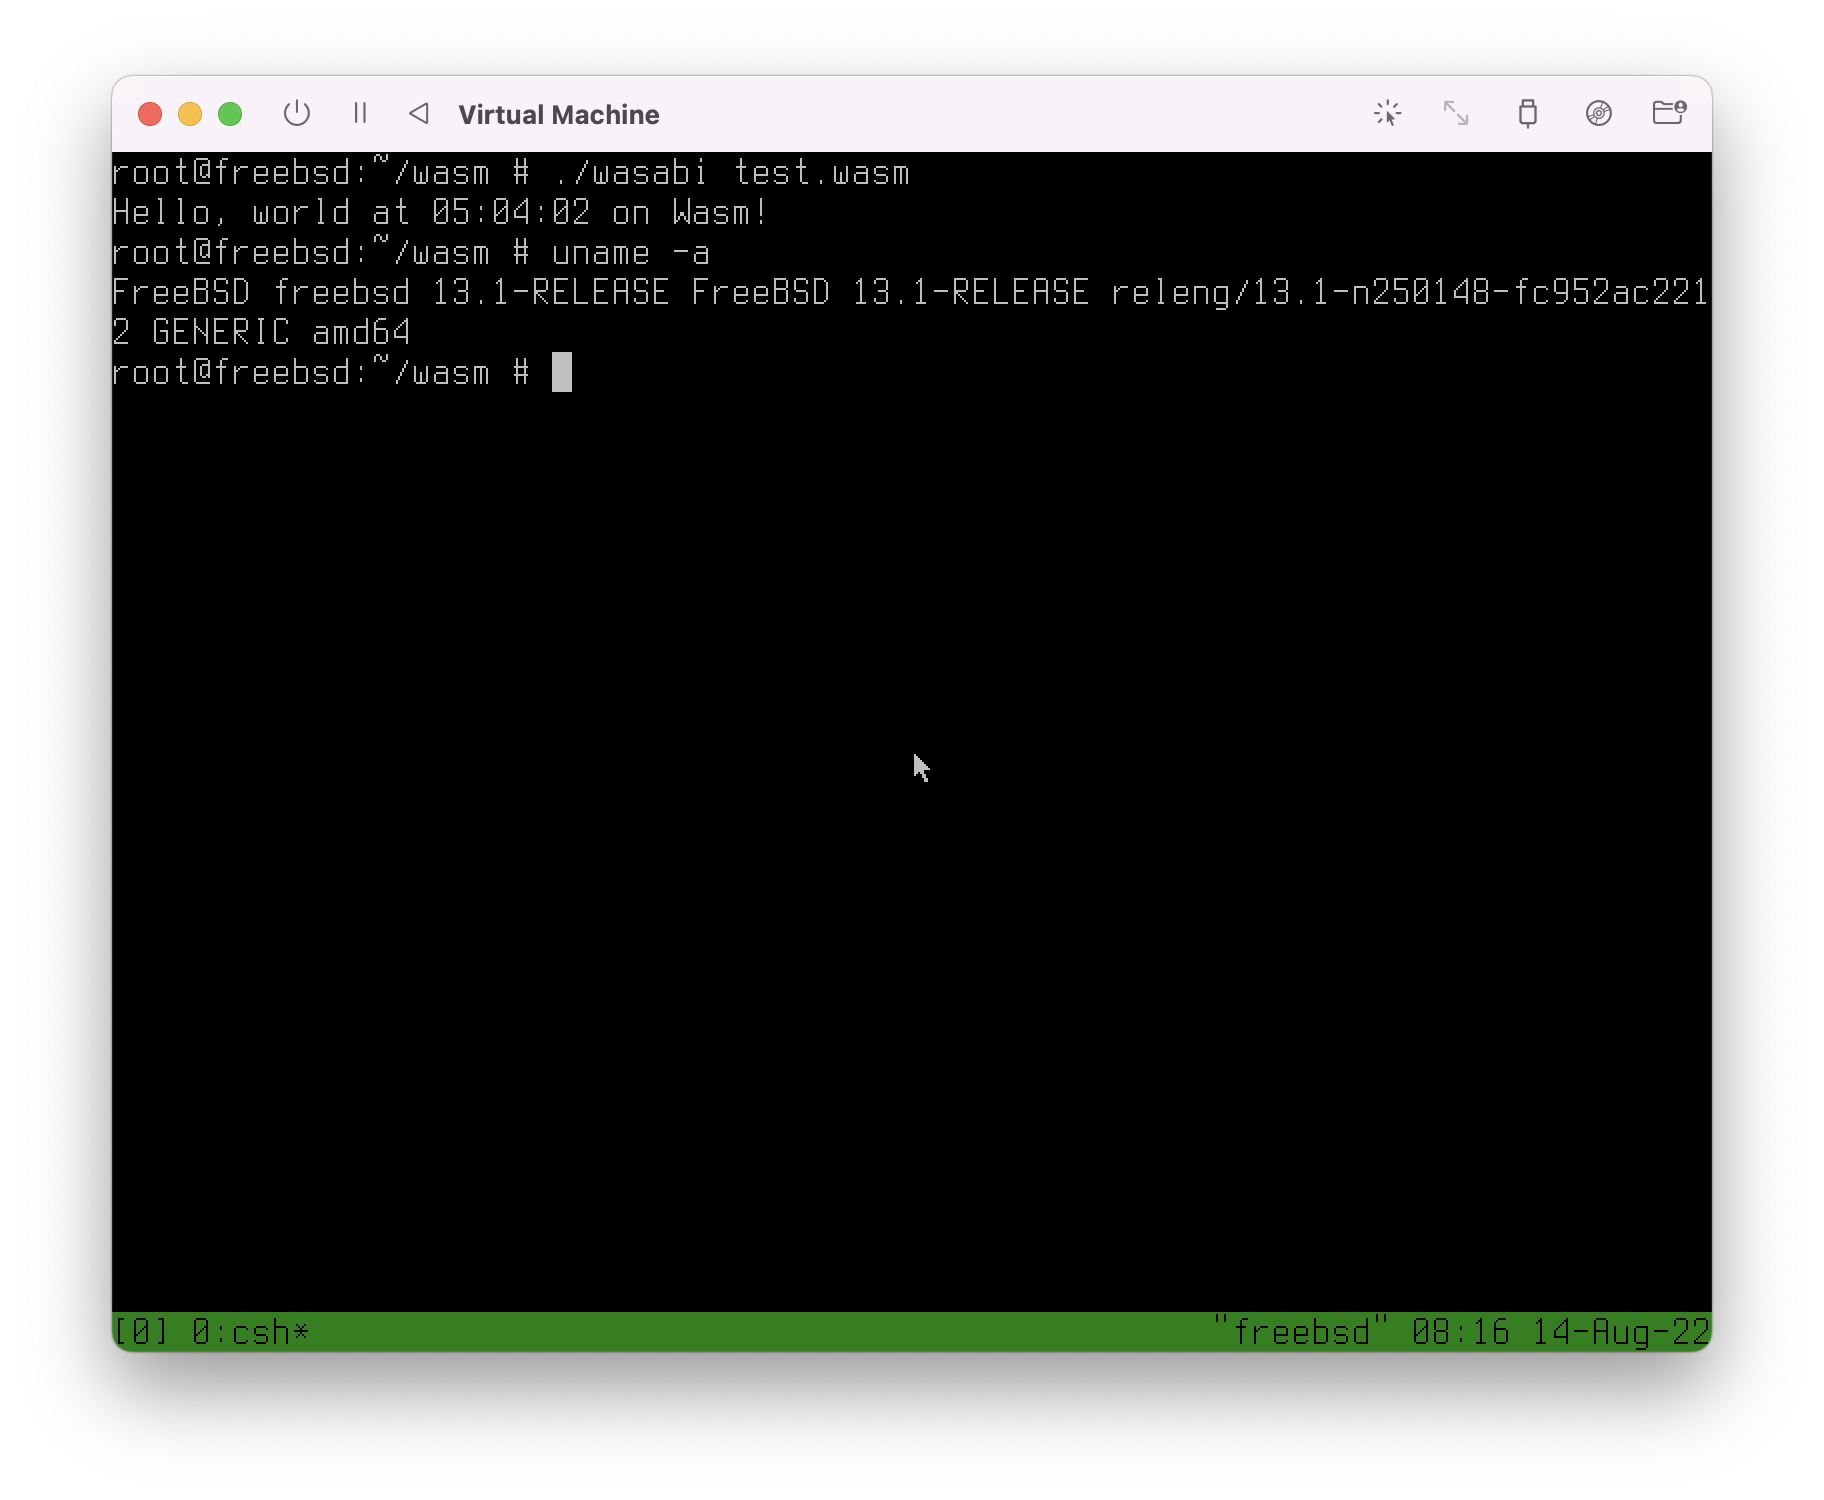 Virtual Machine
root@freebsd:~/wasm # ./wasabi test.wasm
Hello, world at 05:04:02 on Wasm!
root@freebsd:~/wasm # uname -a
FreeBSD freebsd 13.1-RELEASE FreeBSD 13.1-RELEASE releng/13.1-n250148-fc952ac221
2 GENERIC amd64
root@freebsd:~/wasm #
[0] 0:csh* "freebsd" 08:16 14-Aug-22